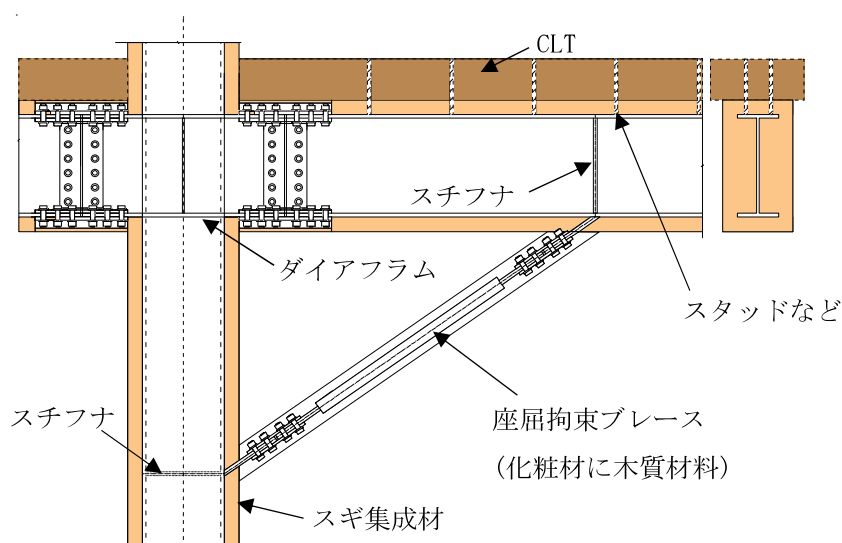 CLT
スチフナ
ダイアフラム
スタッドなど
スチフナ
座屈拘束ブレース
(化粧材に木質材料)
スギ集成材